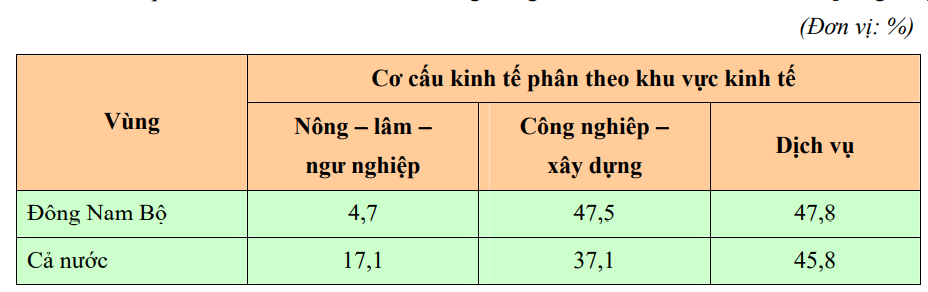 (Đơn vị: %)
Cơ cấu kinh tế phân theo khu vực kinh tế
Vùng
Nông – lâm –
ngư nghiệp
Công nghiêp –
xây dựng
Dịch vụ
Đông Nam Bộ 4,7 47,5 47,8
Cả nước 17,1 37,1 45,8